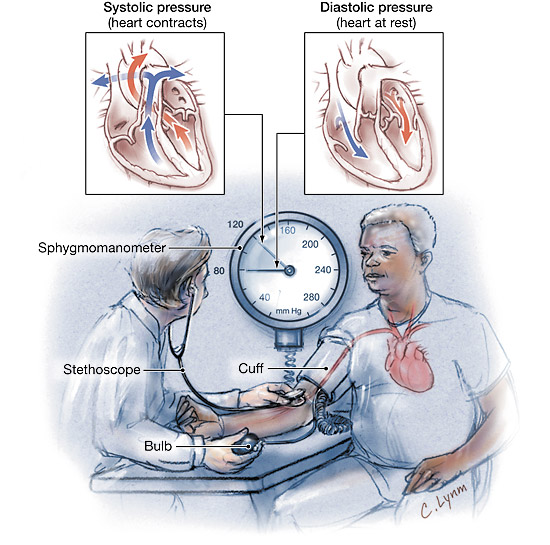 Systolic pressure
(heart contracts)
Diastolic pressure
(heart at rest)
120
160
Sphygmomanometer
200
80
240
40
280
mm Hg
Stethoscope
Cuff
Bulb
C. Lynm